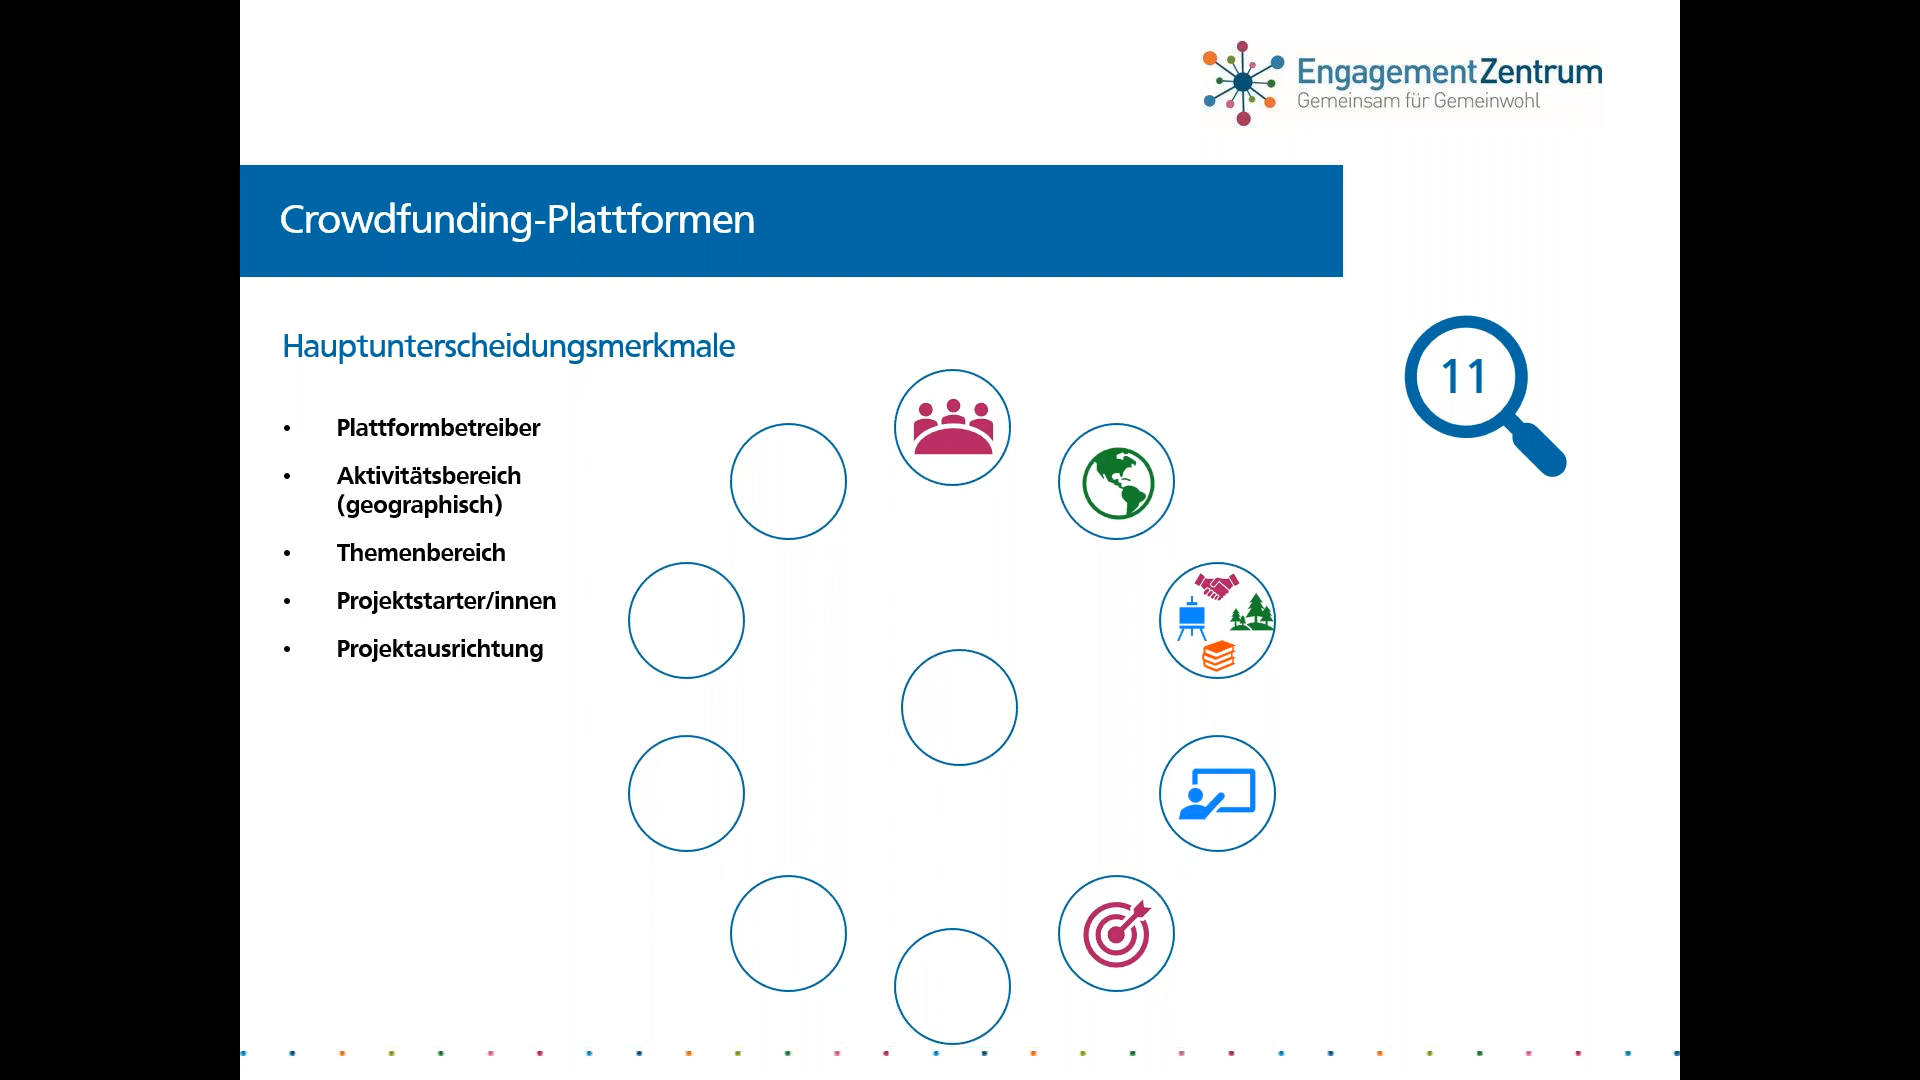 EngagementZentrum
Gemeinsam für Gemeinwohl
Crowdfunding-Plattformen
Hauptunterscheidungsmerkmale
• Plattformbetreiber
• Aktivitätsbereich
(geographisch)
• Themenbereich
• Projektstarter/innen
• Projektausrichtung
11